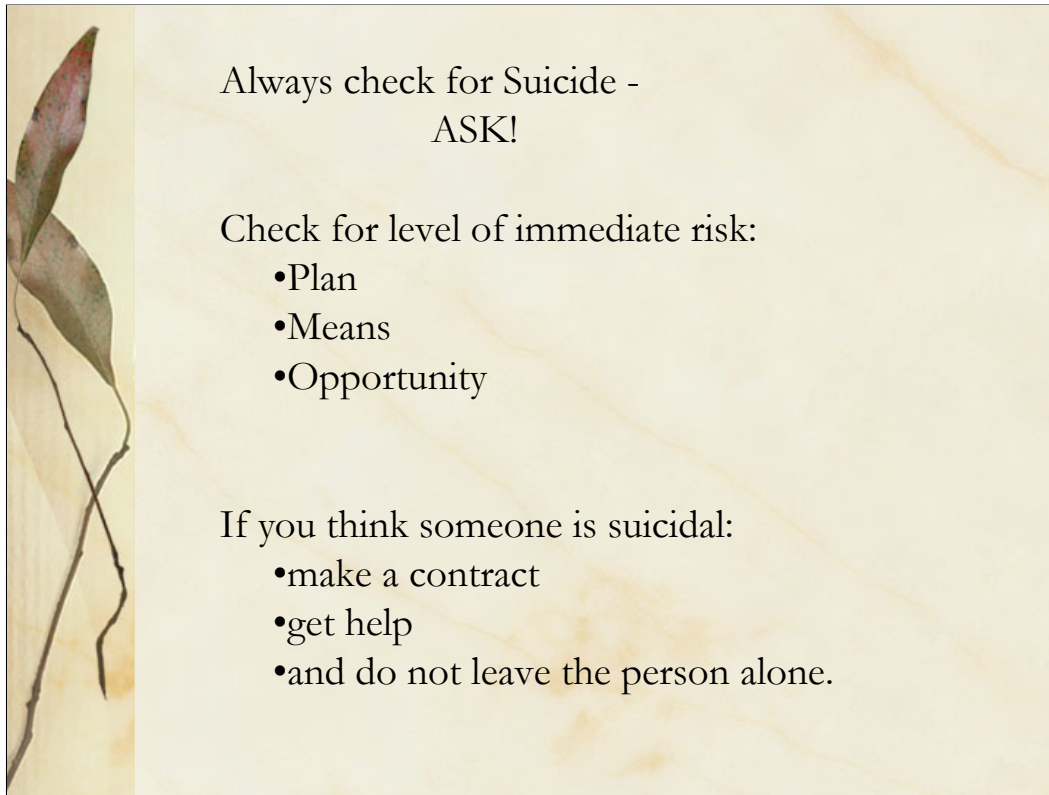 Always check for Suicide -
ASK!
Check for level of immediate risk:
•Plan
•Means
•Opportunity
If you think someone is suicidal:
•make a contract
•get help
•and do not leave the person alone.